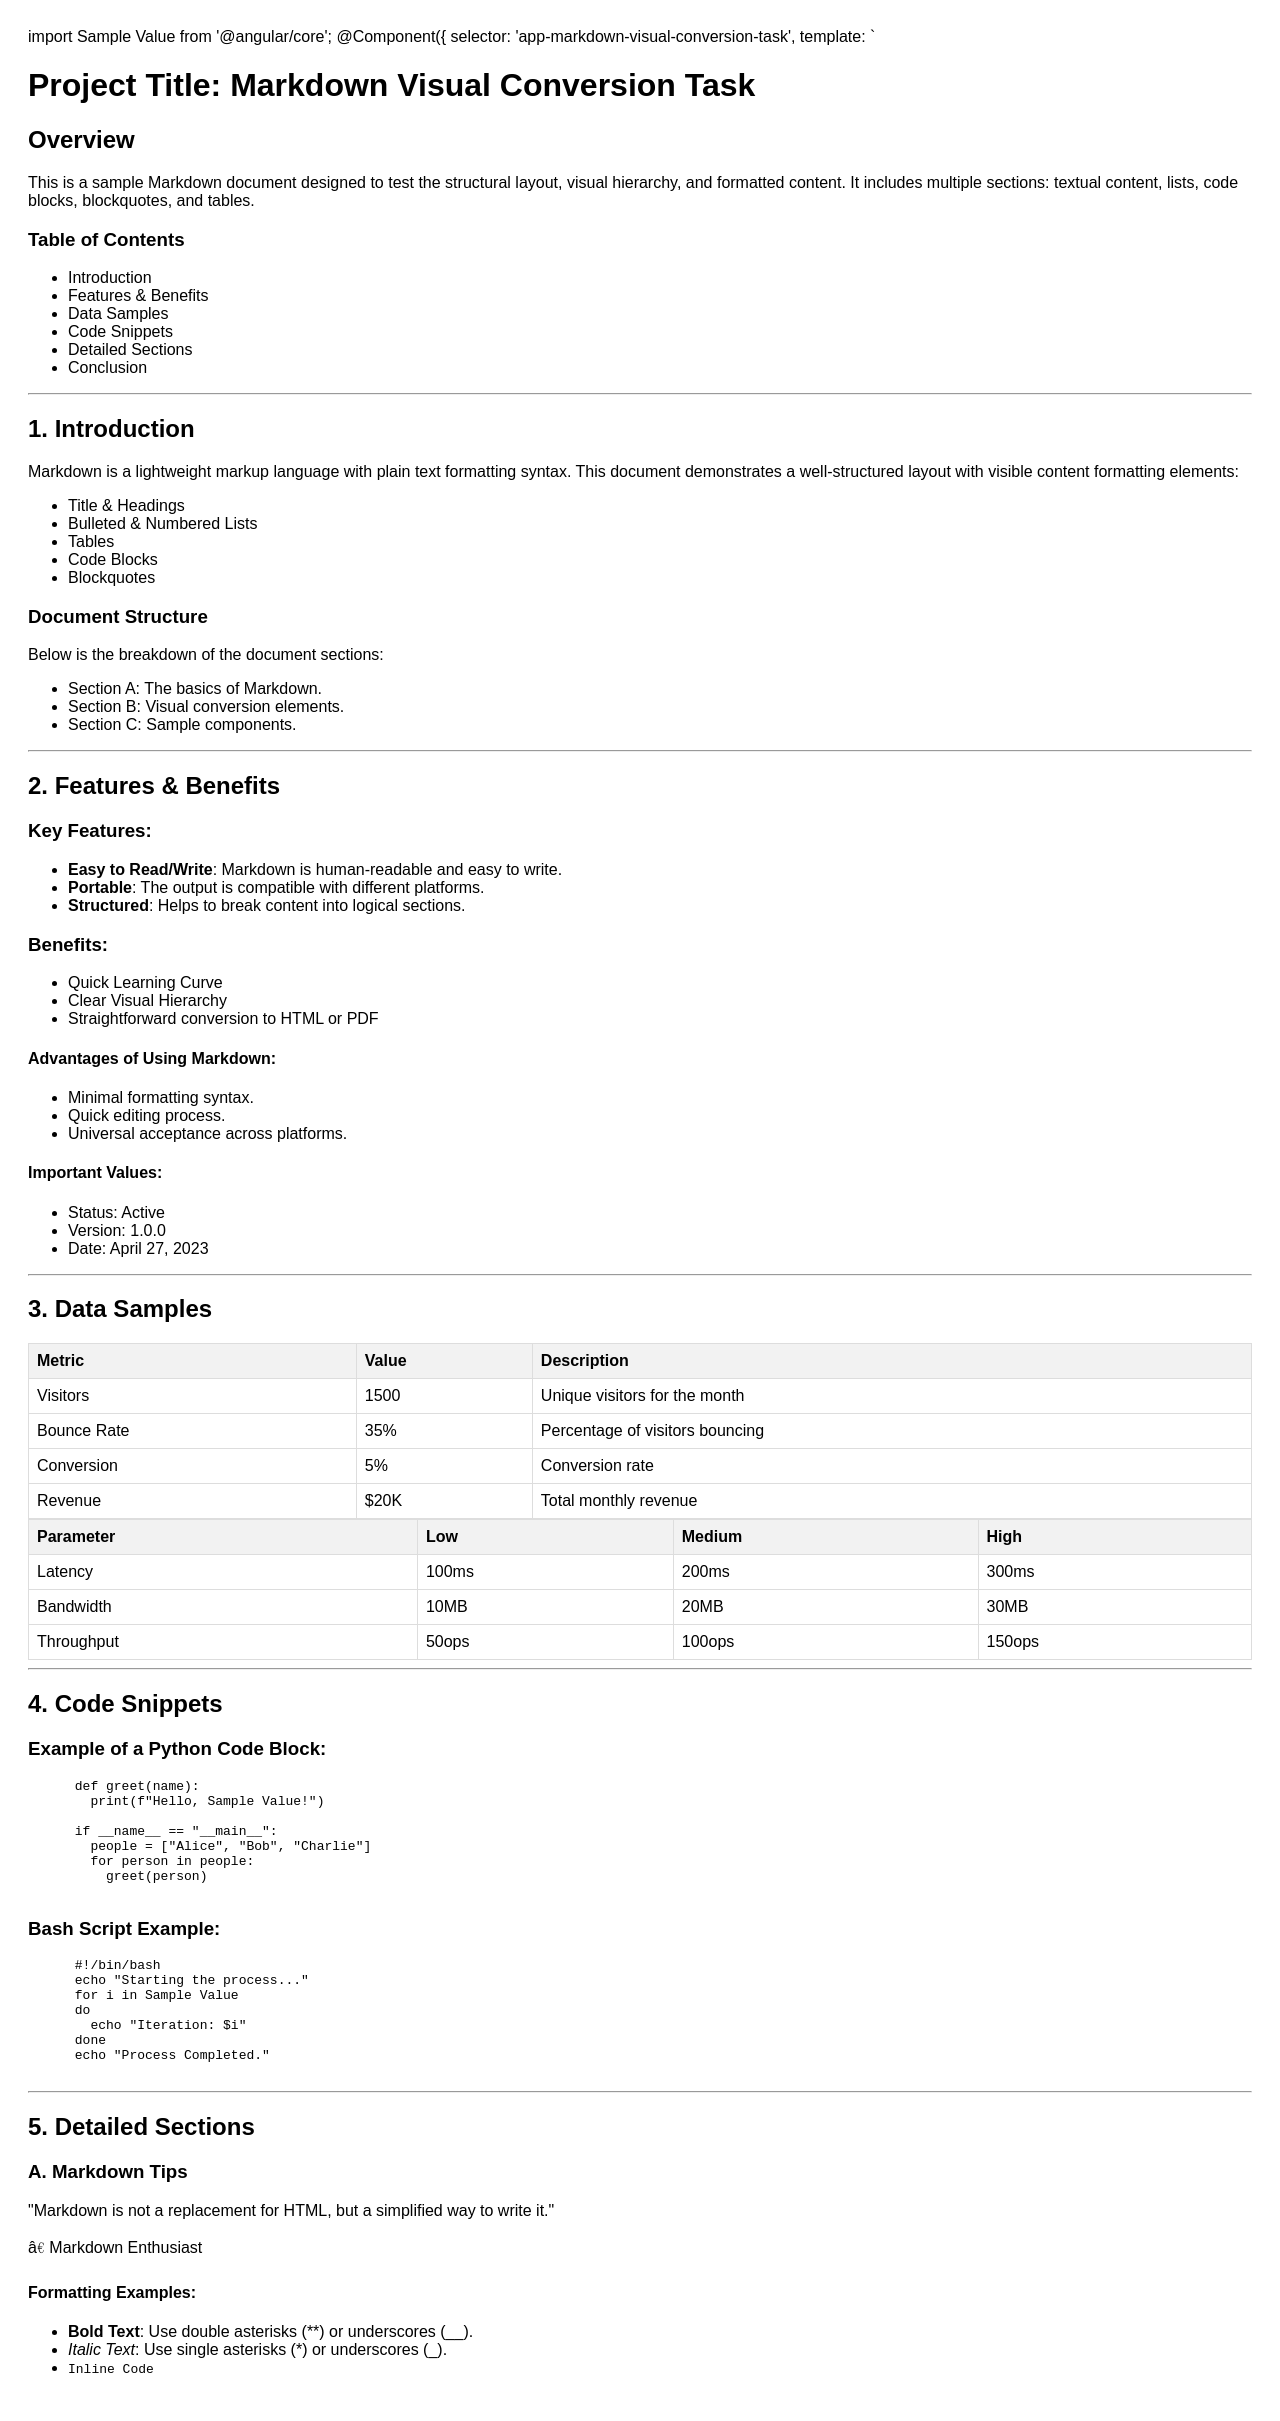 import Sample Value from '@angular/core'; @Component({ selector: 'app-markdown-visual-conversion-task', template: `
Project Title: Markdown Visual Conversion Task
Overview
This is a sample Markdown document designed to test the structural layout, visual hierarchy, and formatted content. It includes multiple sections: textual content, lists, code
blocks, blockquotes, and tables.
Table of Contents
• Introduction
• Features & Benefits
• Data Samples
• Code Snippets
• Detailed Sections
• Conclusion
1. Introduction
Markdown is a lightweight markup language with plain text formatting syntax. This document demonstrates a well-structured layout with visible content formatting elements:
• Title & Headings
• Bulleted & Numbered Lists
• Tables
• Code Blocks
• Blockquotes
Document Structure
Below is the breakdown of the document sections:
• Section A: The basics of Markdown.
• Section B: Visual conversion elements.
• Section C: Sample components.
2. Features & Benefits
Key Features:
• Easy to Read/Write: Markdown is human-readable and easy to write.
• Portable: The output is compatible with different platforms.
• Structured: Helps to break content into logical sections.
Benefits:
• Quick Learning Curve
• Clear Visual Hierarchy
• Straightforward conversion to HTML or PDF
Advantages of Using Markdown:
• Minimal formatting syntax.
• Quick editing process.
• Universal acceptance across platforms.
Important Values:
• Status: Active
• Version: 1.0.0
• Date: April 27, 2023
3. Data Samples
Metric Value Description
Visitors 1500 Unique visitors for the month
Bounce Rate 35% Percentage of visitors bouncing
Conversion 5% Conversion rate
Revenue $20K Total monthly revenue
Parameter Low Medium High
Latency 100ms 200ms 300ms
Bandwidth 10MB 20MB 30MB
Throughput 50ops 100ops 150ops
4. Code Snippets
Example of a Python Code Block:
def greet(name):
  print(f"Hello, Sample Value!")
if __name__ == "__main__":
  people = ["Alice", "Bob", "Charlie"]
  for person in people:
    greet(person)
Bash Script Example:
#!/bin/bash
echo "Starting the process..."
for i in Sample Value
do
  echo "Iteration: $i"
done
echo "Process Completed."
5. Detailed Sections
A. Markdown Tips
"Markdown is not a replacement for HTML, but a simplified way to write it."
â€ Markdown Enthusiast
Formatting Examples:
• Bold Text: Use double asterisks (**) or underscores (__).
• Italic Text: Use single asterisks (*) or underscores (_).
• Inline Code